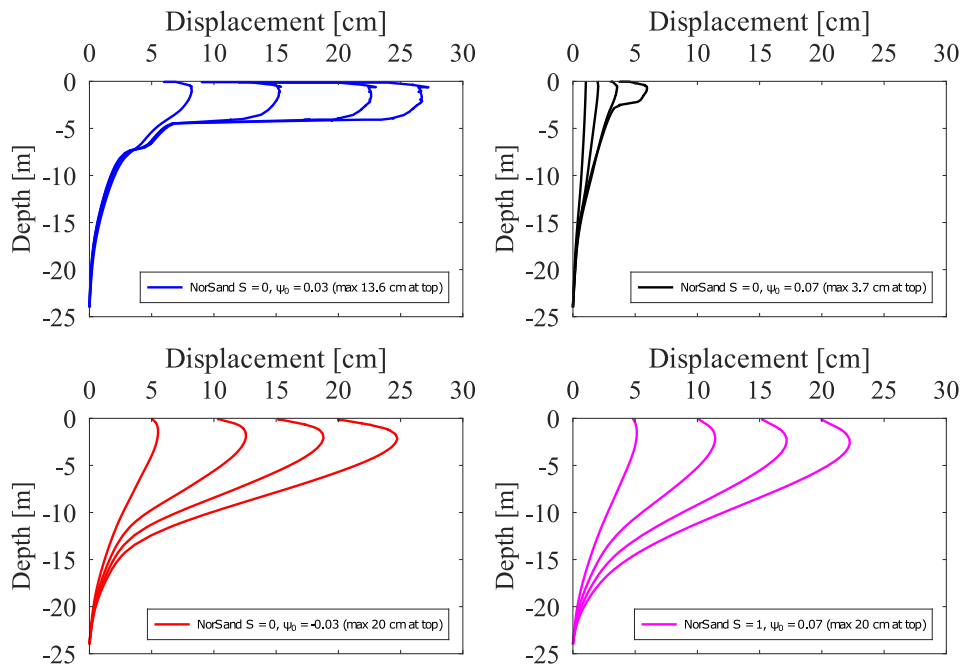 Displacement [cm]
0 5 10 15 20 25 30
Depth [m]
0
-5
-10
-15
-20
-25
NorSand S = 0, ψ₀ = 0.03 (max 13.6 cm at top)
Displacement [cm]
0 5 10 15 20 25 30
Depth [m]
0
-5
-10
-15
-20
-25
NorSand S = 0, ψ₀ = 0.07 (max 3.7 cm at top)
Displacement [cm]
0 5 10 15 20 25 30
Depth [m]
0
-5
-10
-15
-20
-25
NorSand S = 0, ψ₀ = -0.03 (max 20 cm at top)
Displacement [cm]
0 5 10 15 20 25 30
Depth [m]
0
-5
-10
-15
-20
-25
NorSand S = 1, ψ₀ = 0.07 (max 20 cm at top)